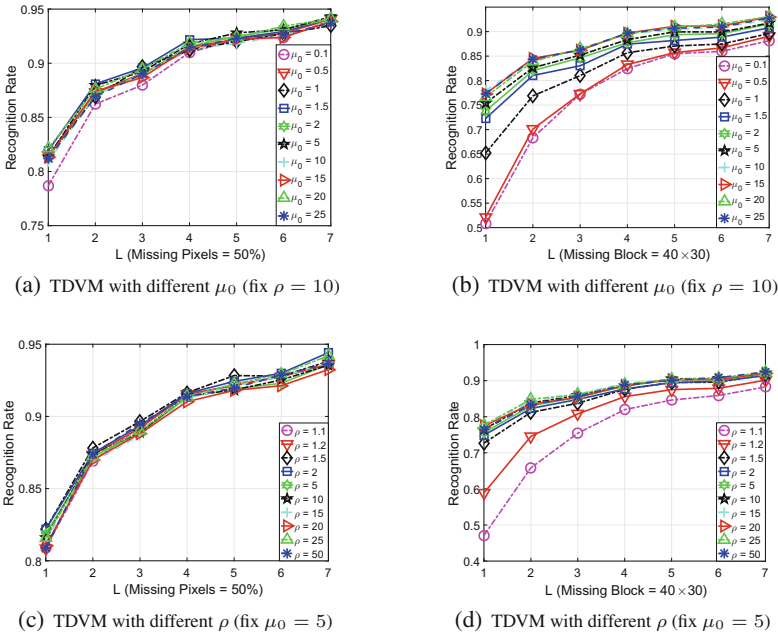 0.95
0.9
0.85
0.8
0.75
Recognition Rate
1 2 3 4 5 6 7
L (Missing Pixels = 50%)
μ₀ = 0.1
μ₀ = 0.5
μ₀ = 1
μ₀ = 1.5
μ₀ = 2
μ₀ = 5
μ₀ = 10
μ₀ = 15
μ₀ = 20
μ₀ = 25
(a) TDVM with different μ₀ (fix ρ = 10)
0.95
0.9
0.85
0.8
0.75
0.7
0.65
0.6
0.55
0.5
Recognition Rate
1 2 3 4 5 6 7
L (Missing Block = 40×30)
μ₀ = 0.1
μ₀ = 0.5
μ₀ = 1
μ₀ = 1.5
μ₀ = 2
μ₀ = 5
μ₀ = 10
μ₀ = 15
μ₀ = 20
μ₀ = 25
(b) TDVM with different μ₀ (fix ρ = 10)
0.95
0.9
0.85
0.8
Recognition Rate
1 2 3 4 5 6 7
L (Missing Pixels = 50%)
ρ = 1.1
ρ = 1.2
ρ = 1.5
ρ = 2
ρ = 5
ρ = 10
ρ = 15
ρ = 20
ρ = 25
ρ = 50
(c) TDVM with different ρ (fix μ₀ = 5)
1
0.9
0.8
0.7
0.6
0.5
0.4
Recognition Rate
1 2 3 4 5 6 7
L (Missing Block = 40×30)
ρ = 1.1
ρ = 1.2
ρ = 1.5
ρ = 2
ρ = 5
ρ = 10
ρ = 15
ρ = 20
ρ = 25
ρ = 50
(d) TDVM with different ρ (fix μ₀ = 5)